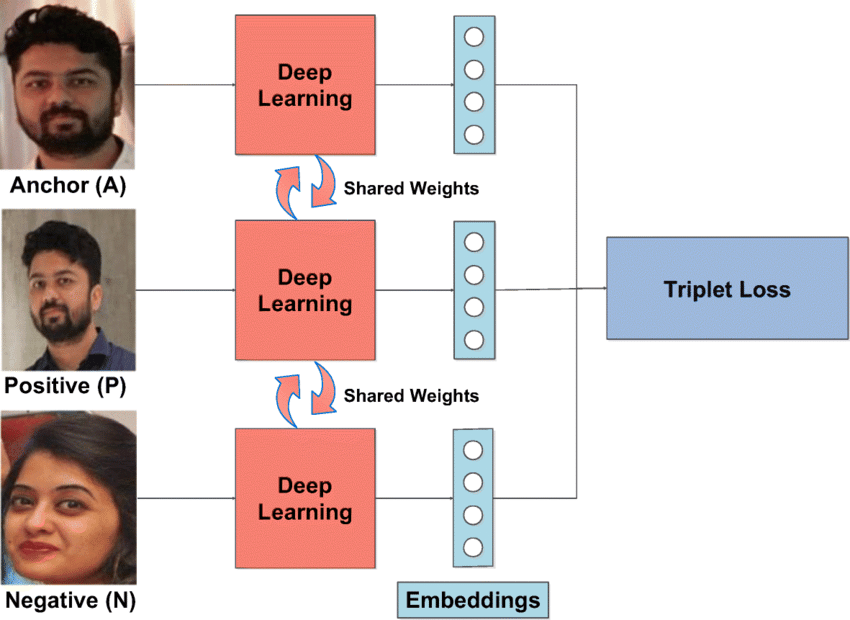 Deep
Learning
Anchor (A)
Shared Weights
Deep
Learning
Triplet Loss
Positive (P)
Shared Weights
Deep
Learning
Negative (N)
Embeddings